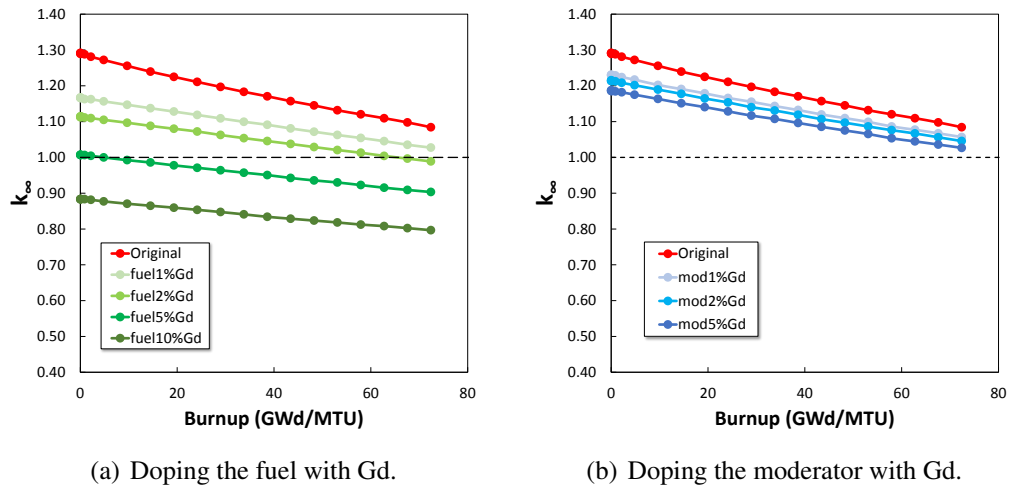 1.40
1.30
1.20
1.10
1.00
0.90
0.80
0.70
0.60
0.50
0.40
k∞
Original
fuel1%Gd
fuel2%Gd
fuel5%Gd
fuel10%Gd
0 20 40 60 80
Burnup (GWd/MTU)
(a) Doping the fuel with Gd.
1.40
1.30
1.20
1.10
1.00
0.90
0.80
0.70
0.60
0.50
0.40
k∞
Original
mod1%Gd
mod2%Gd
mod5%Gd
0 20 40 60 80
Burnup (GWd/MTU)
(b) Doping the moderator with Gd.